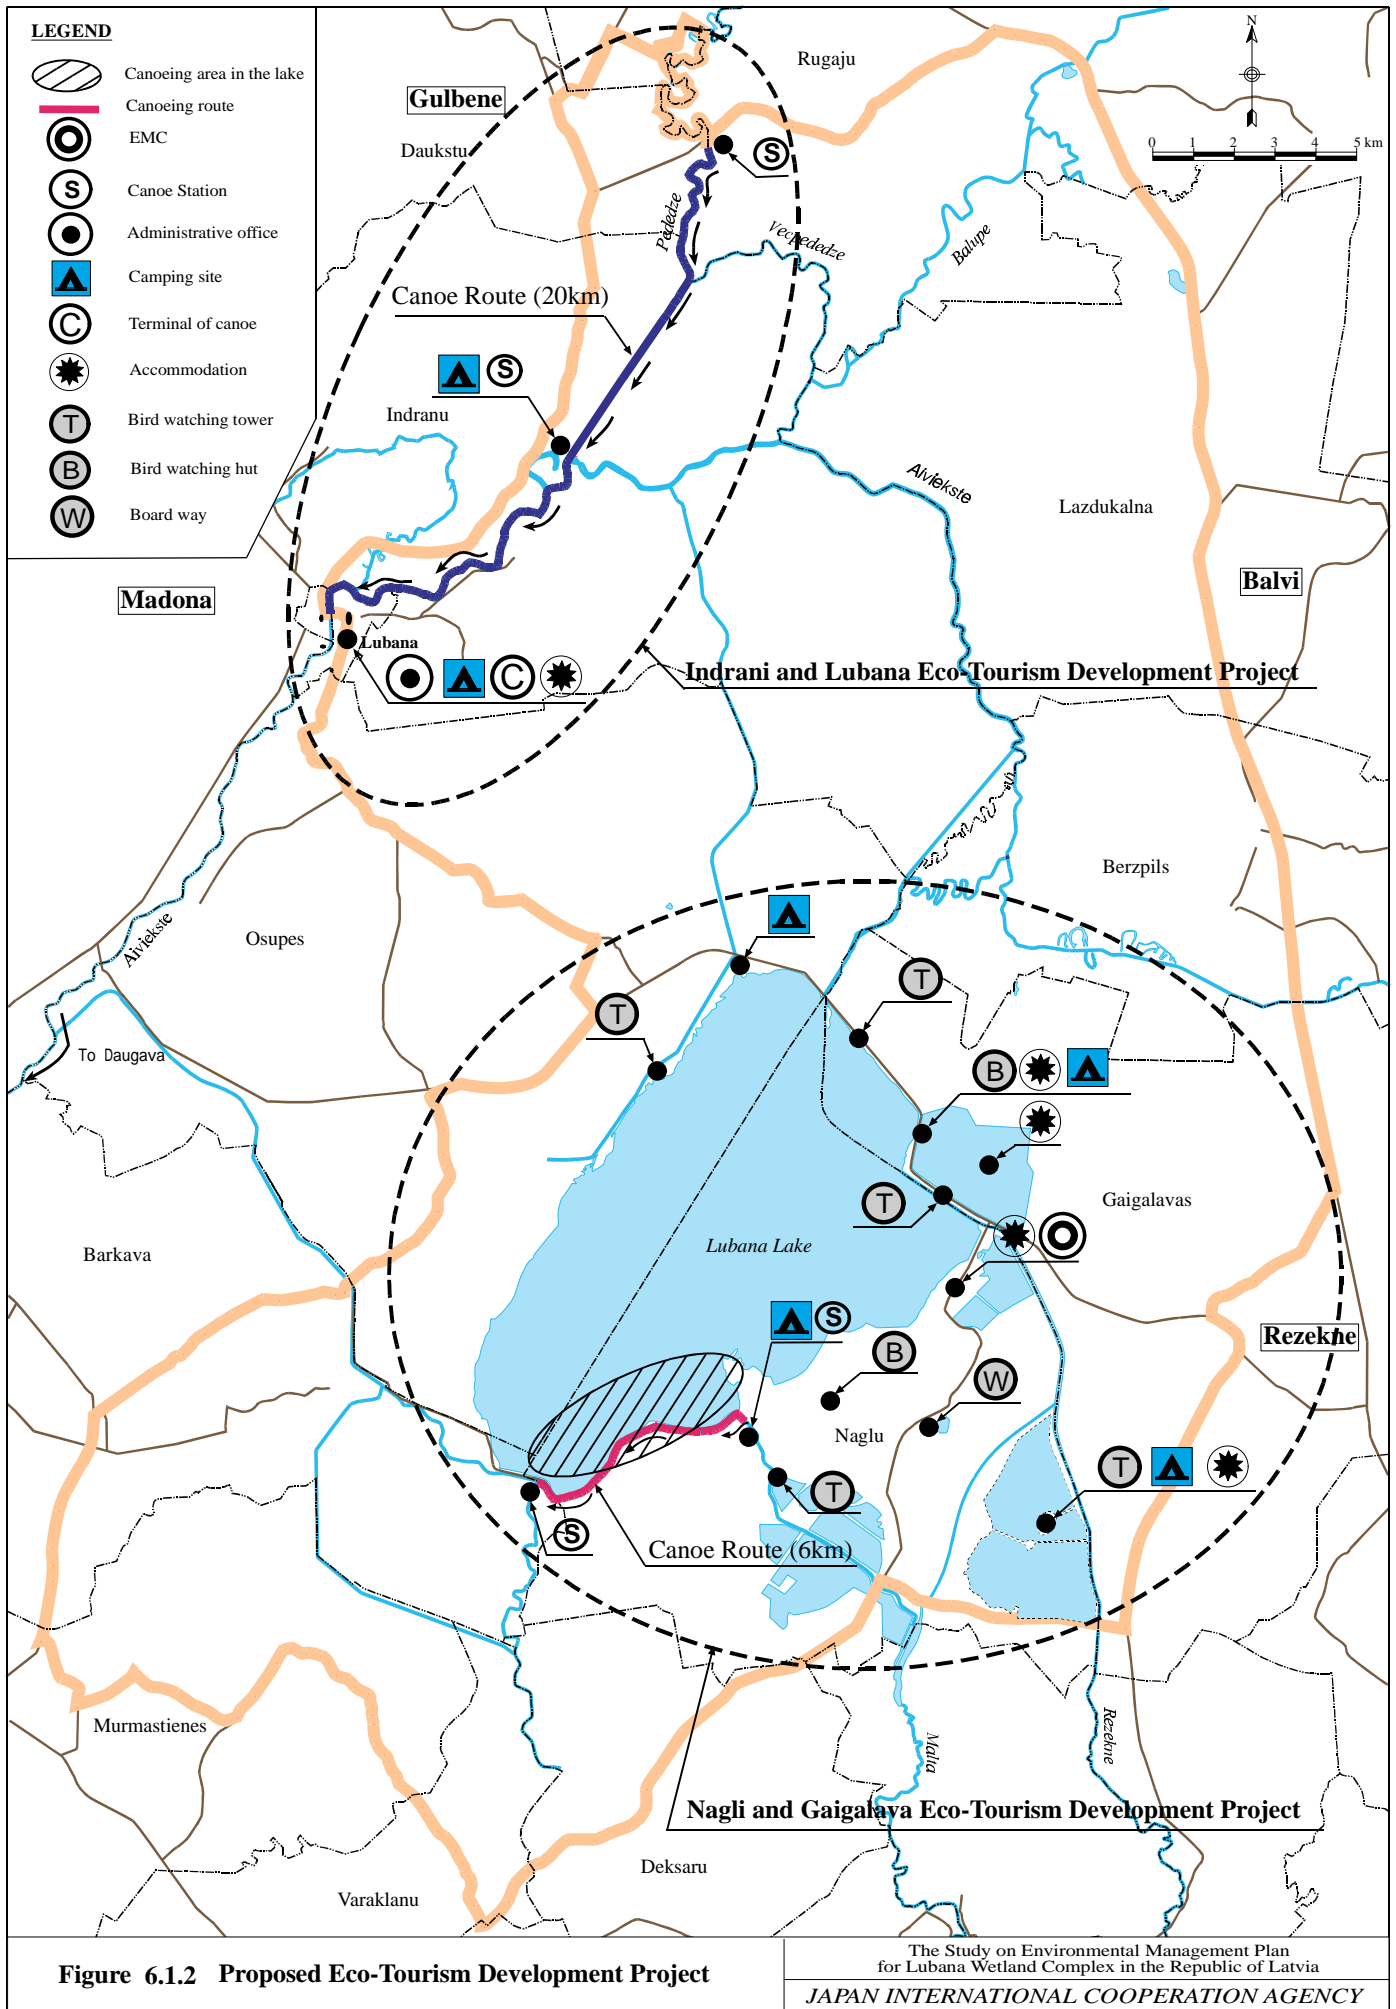 LEGEND
Canoeing area in the lake
Canoeing route
EMC
S
Canoe Station
Administrative office
Camping site
C
Terminal of canoe
Accommodation
T
Bird watching tower
B
Bird watching hut
W
Board way
N
0 1 2 3 4 5 km
Rugaju
Gulbene
Daukstu
S
Pededze
Vecpededze
Balupe
Canoe Route (20km)
S
Indranu
Aiviekste
Lazdukalna
Madona
Balvi
Lubana
C
Indrani and Lubana Eco-Tourism Development Project
Berzpils
Aiviekste
Osupes
T
T
To Daugava
B
T
Gaigalavas
Barkava
Lubana Lake
S
Rezekne
B
W
Naglu
T
T
S
Canoe Route (6km)
Murmastienes
Malta
Rezekne
Nagli and Gaigalava Eco-Tourism Development Project
Deksaru
Varaklanu
Figure 6.1.2 Proposed Eco-Tourism Development Project
The Study on Environmental Management Plan
for Lubana Wetland Complex in the Republic of Latvia
JAPAN INTERNATIONAL COOPERATION AGENCY